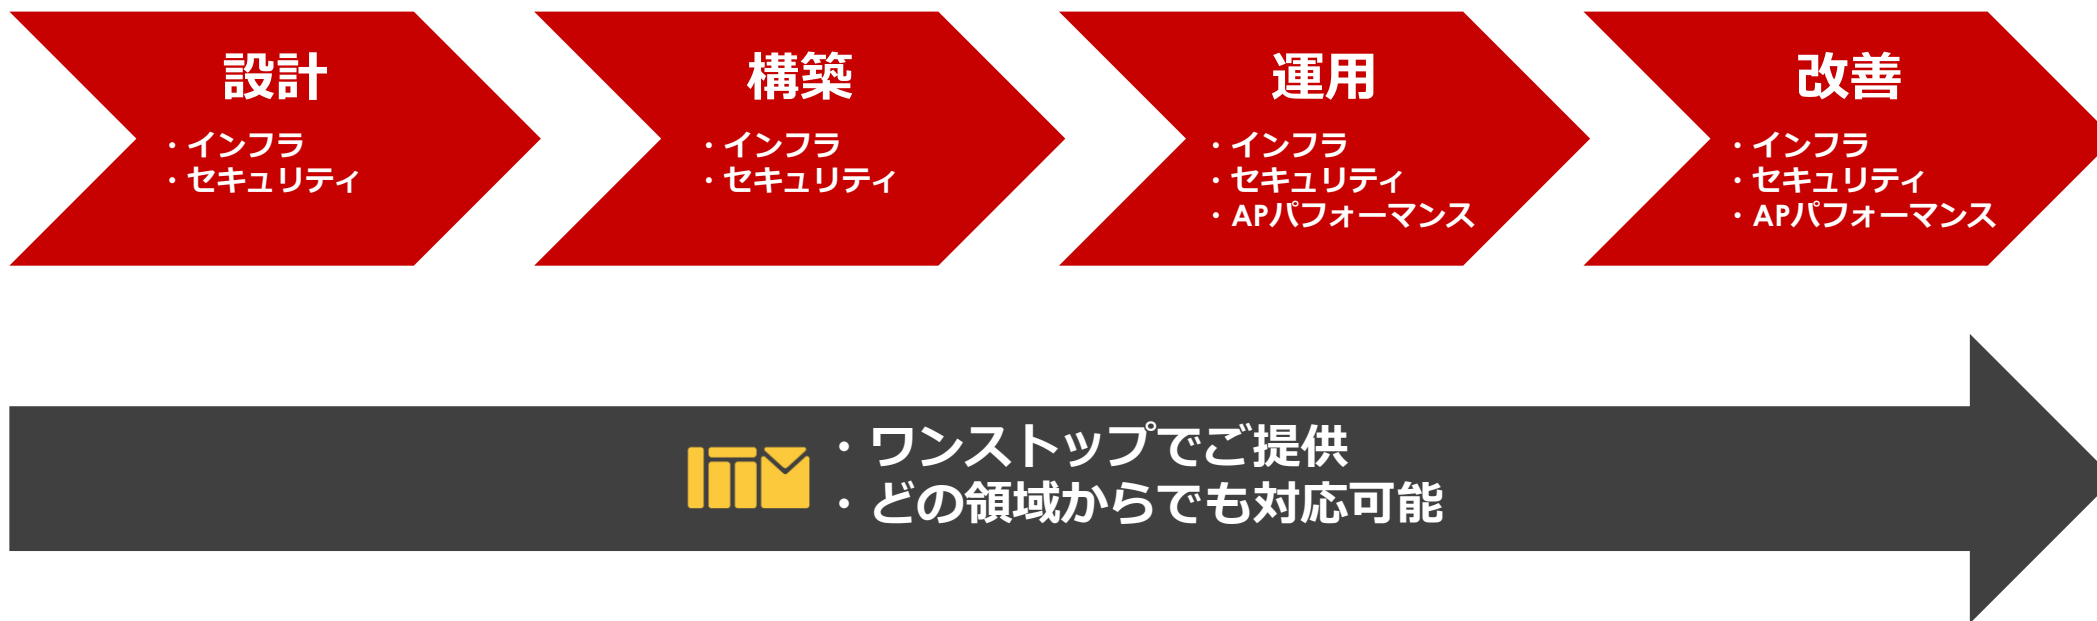 設計
・インフラ
・セキュリティ
構築
・インフラ
・セキュリティ
運用
・インフラ
・セキュリティ
・APパフォーマンス
改善
・インフラ
・セキュリティ
・APパフォーマンス
ITM
・ワンストップでご提供
・どの領域からでも対応可能